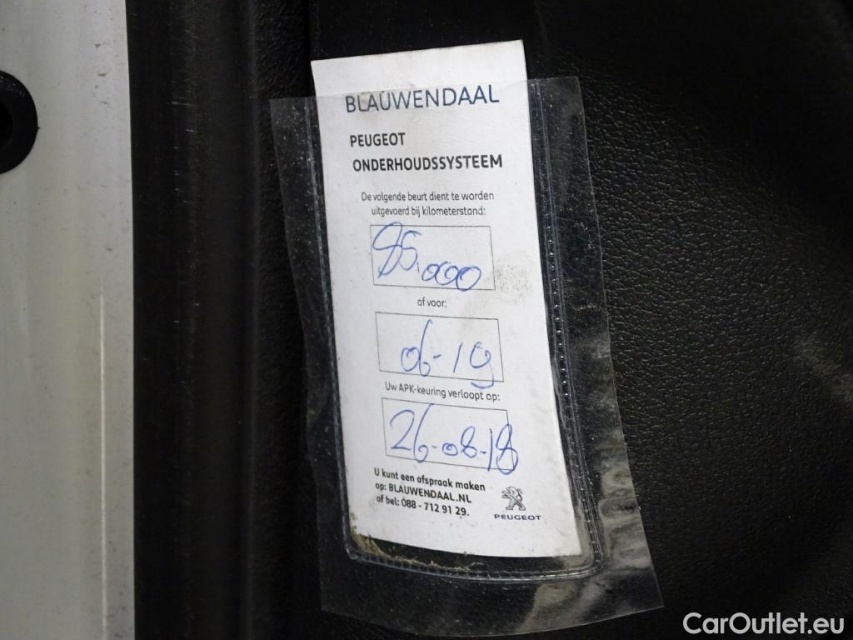 BLAUWENDAAL
PEUGEOT
ONDERHOUDSSYSTEEM
De volgende beurt dient te worden
uitgevoerd bij kilometerstand:
95.000
of voor:
06-19
Uw APK-keuring verloopt op:
26-08-18
U kunt een afspraak maken
op: BLAUWENDAAL.NL
of bel: 088 - 712 91 29.
PEUGEOT
CarOutlet.eu